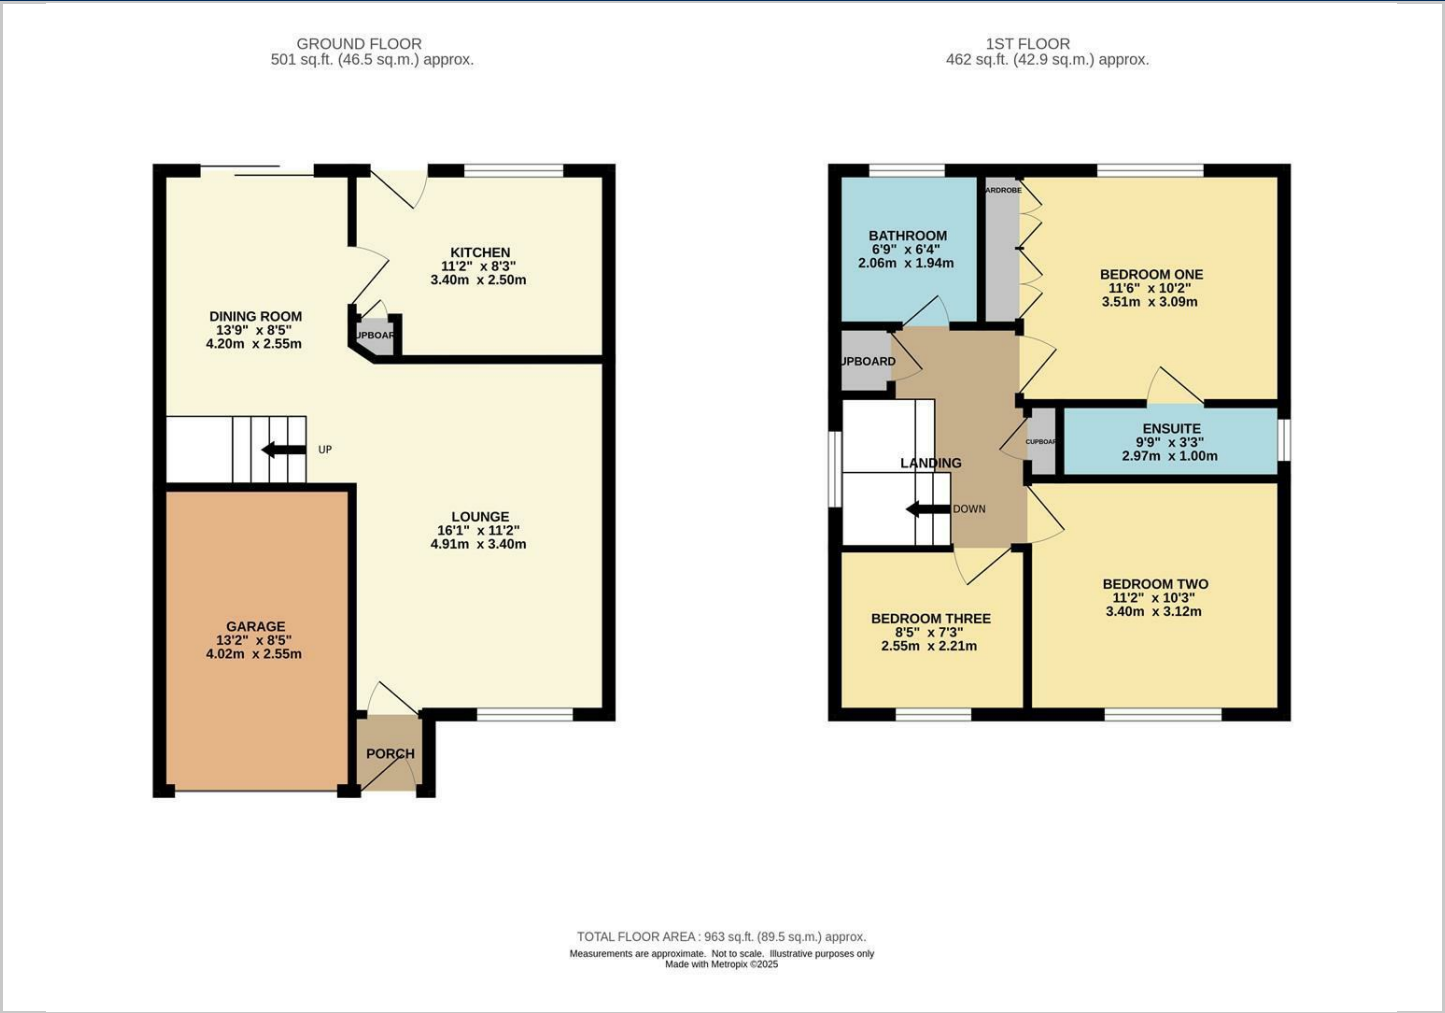 GROUND FLOOR
501 sq.ft. (46.5 sq.m.) approx.
1ST FLOOR
462 sq.ft. (42.9 sq.m.) approx.
KITCHEN
11'2" x 8'3"
3.40m x 2.50m
DINING ROOM
13'9" x 8'5"
4.20m x 2.55m
UPBOAR
UP
LOUNGE
16'1" x 11'2"
4.91m x 3.40m
GARAGE
13'2" x 8'5"
4.02m x 2.55m
PORCH
ARDROBE
BATHROOM
6'9" x 6'4"
2.06m x 1.94m
BEDROOM ONE
11'6" x 10'2"
3.51m x 3.09m
UPBOARD
CUPBOAR
ENSUITE
9'9" x 3'3"
2.97m x 1.00m
LANDING
DOWN
BEDROOM TWO
11'2" x 10'3"
3.40m x 3.12m
BEDROOM THREE
8'5" x 7'3"
2.55m x 2.21m
TOTAL FLOOR AREA : 963 sq.ft. (89.5 sq.m.) approx.
Measurements are approximate. Not to scale. Illustrative purposes only
Made with Metropix ©2025